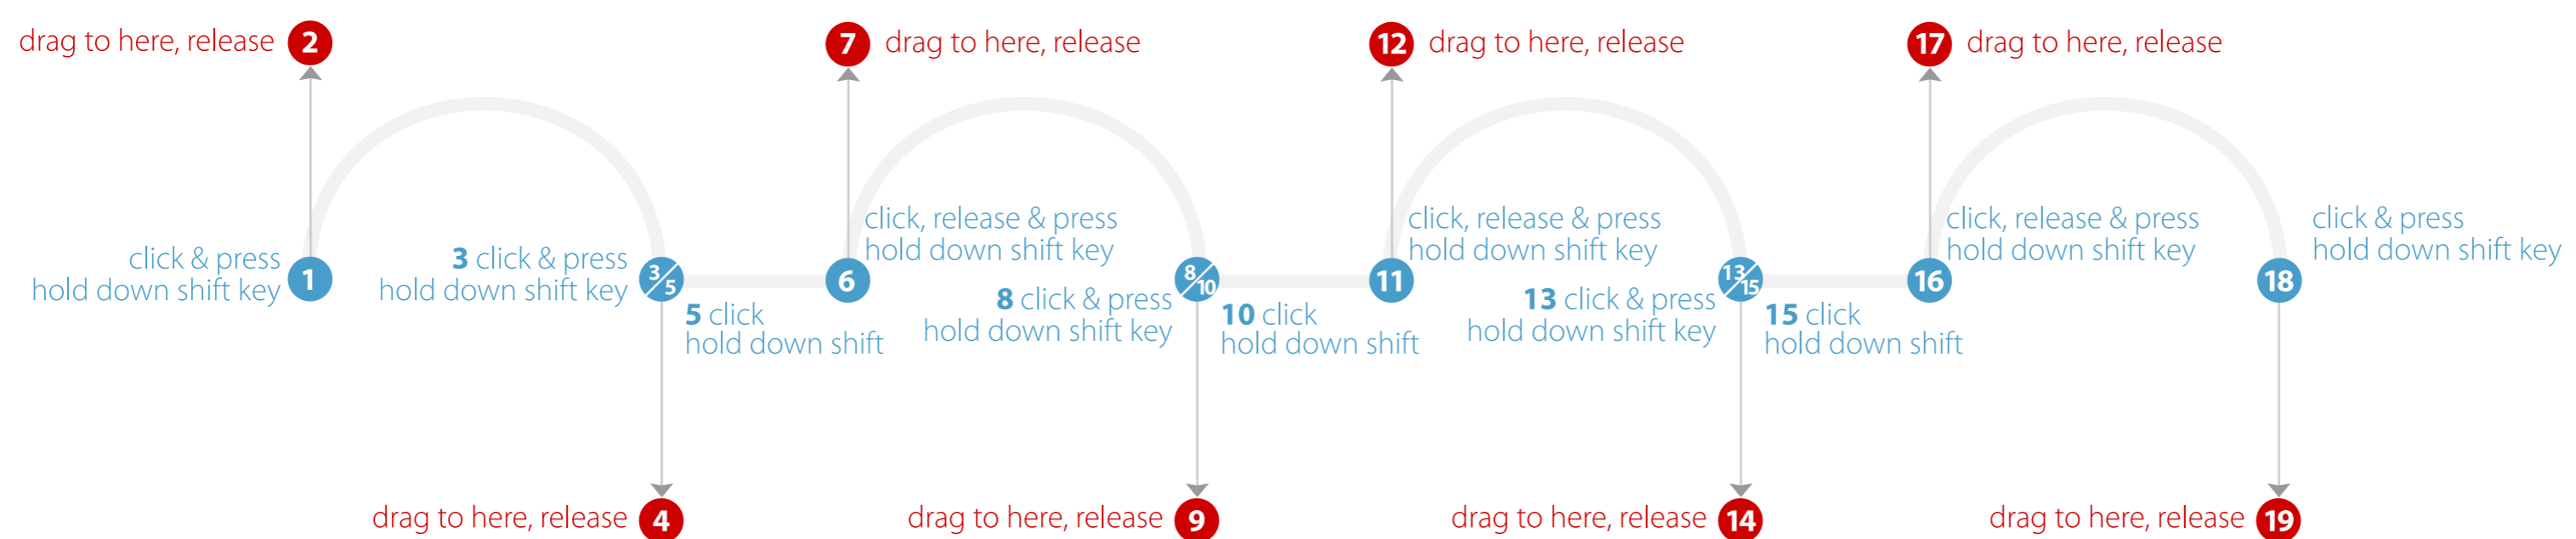 drag to here, release 2
7 drag to here, release
12 drag to here, release
17 drag to here, release
click & press
hold down shift key
1
3 click & press
hold down shift key
3/5
5 click
hold down shift
click, release & press
hold down shift key
6
8 click & press
hold down shift key
8/10
10 click
hold down shift
click, release & press
hold down shift key
11
13 click & press
hold down shift key
13/15
15 click
hold down shift
click, release & press
hold down shift key
16
click & press
hold down shift key
18
drag to here, release 4
drag to here, release 9
drag to here, release 14
drag to here, release 19